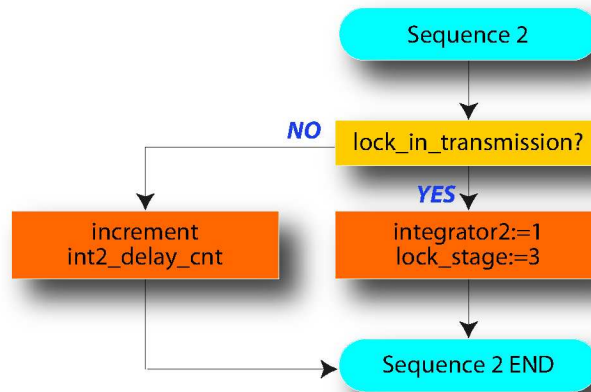 Sequence 2
NO
lock_in_transmission?
YES
increment
int2_delay_cnt
integrator2:=1
lock_stage:=3
Sequence 2 END